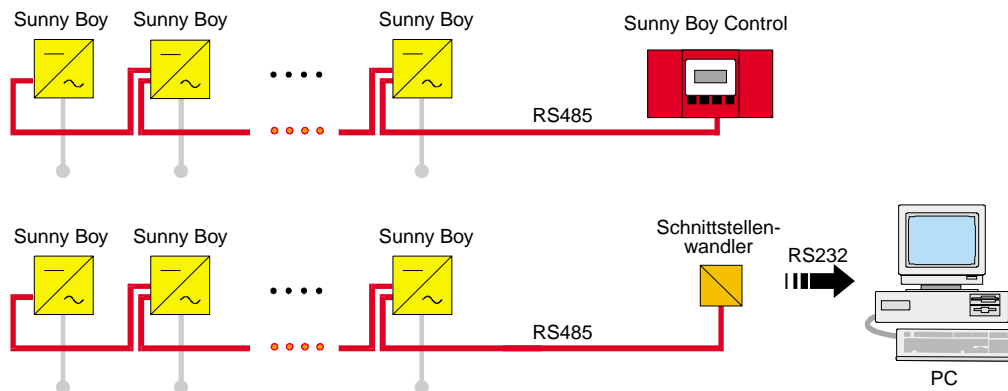 Sunny Boy
Sunny Boy
Sunny Boy
Sunny Boy Control
RS485
Sunny Boy
Sunny Boy
Sunny Boy
Schnittstellen-
wandler
RS232
RS485
PC